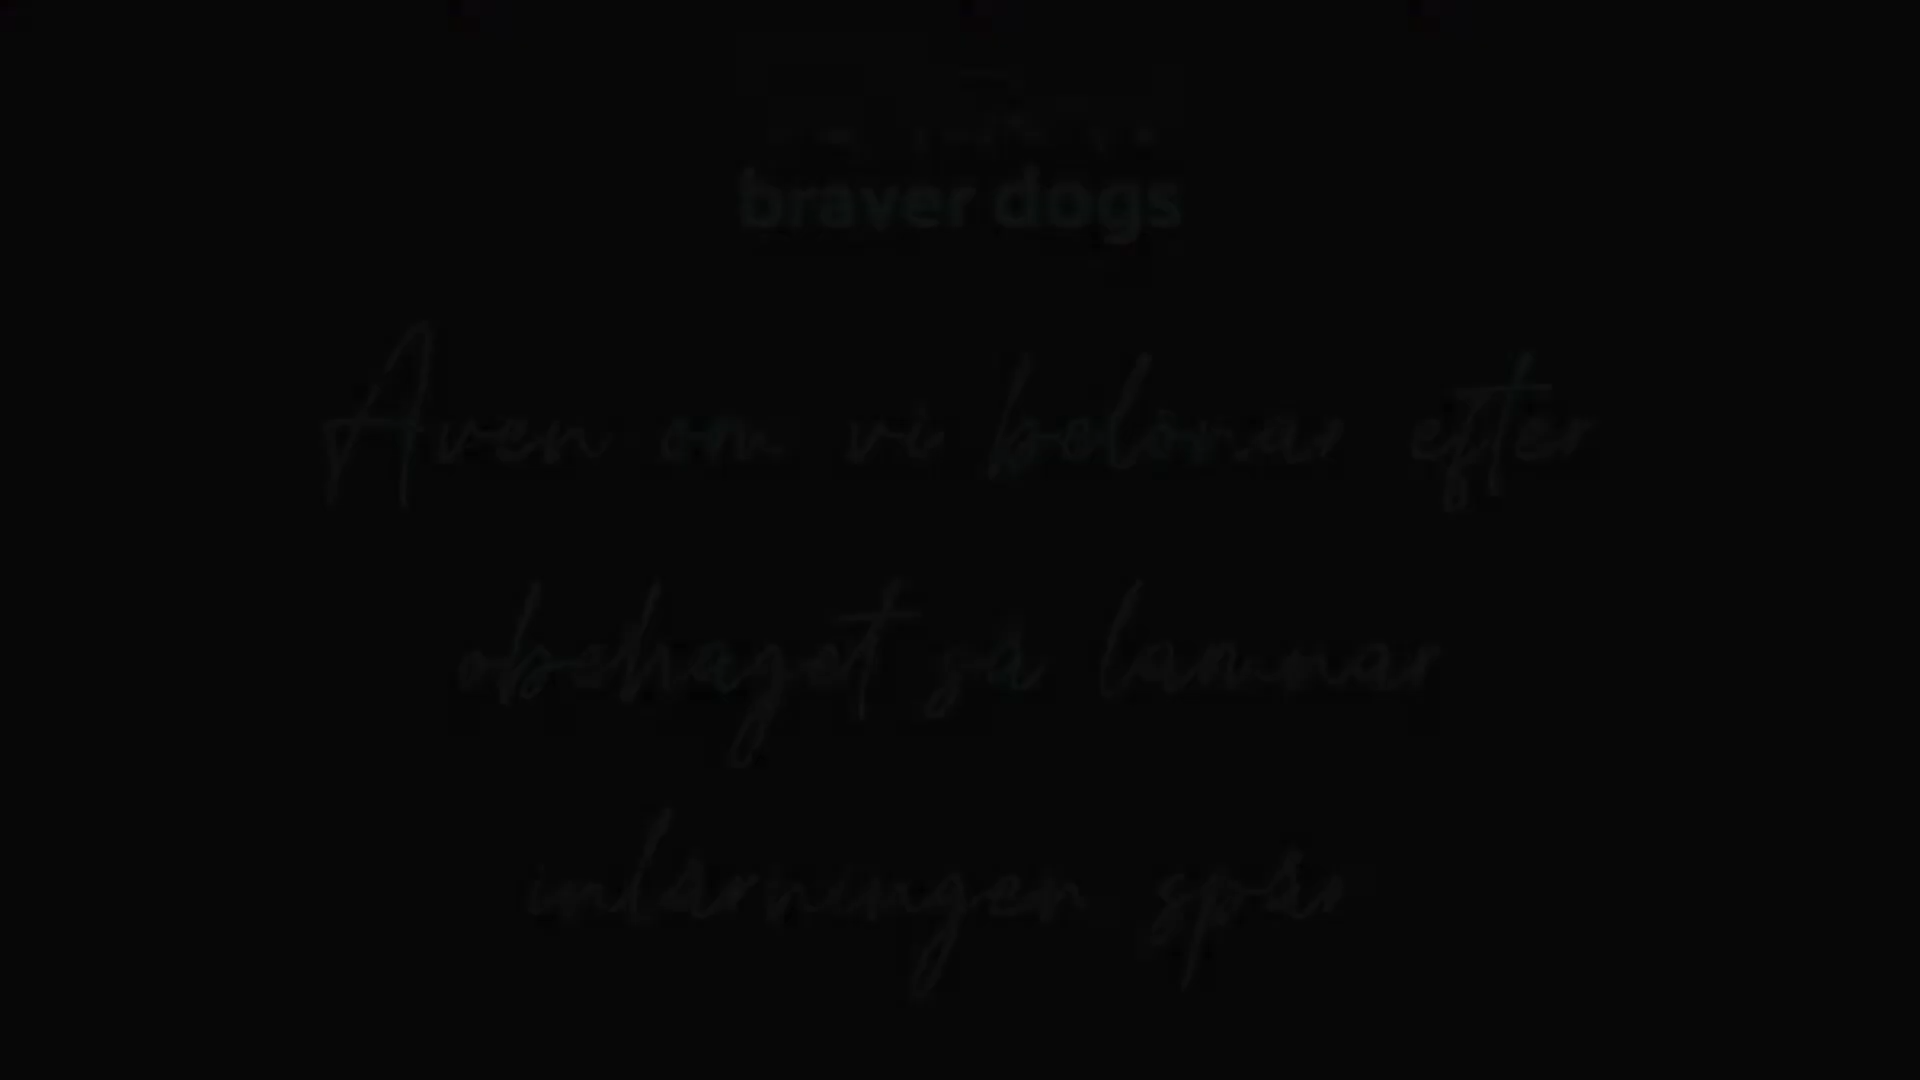 braver dogs
Även om vi belönar efter
obehaget så lämnar
inlärningen spår